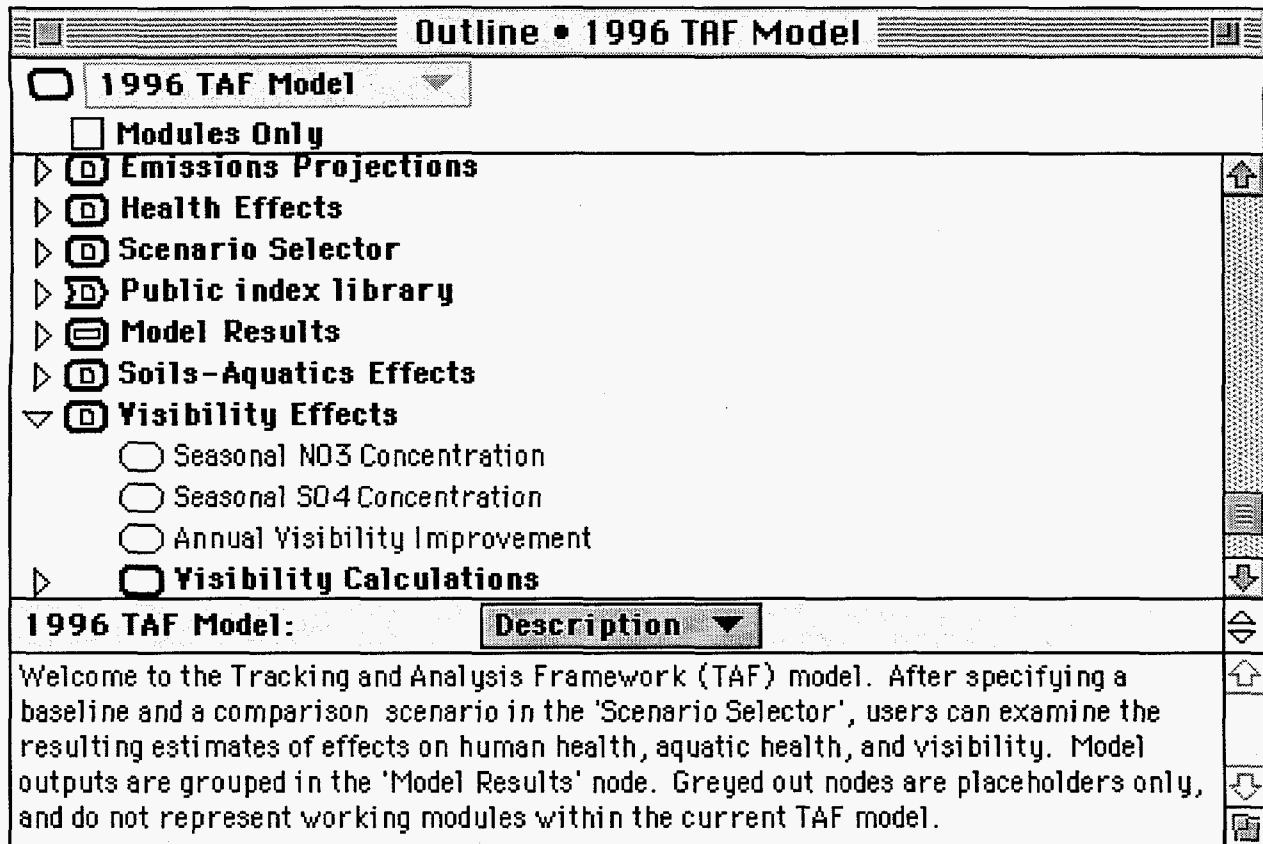 Outline • 1996 TAF Model
1996 TAF Model
Modules Only
Emissions Projections
D Health Effects
D Scenario Selector
D Public index library
Model Results
D Soils-Aquatics Effects
D Visibility Effects
Seasonal NO3 Concentration
Seasonal SO4 Concentration
Annual Visibility Improvement
Visibility Calculations
1996 TAF Model: Description
Welcome to the Tracking and Analysis Framework (TAF) model. After specifying a
baseline and a comparison scenario in the 'Scenario Selector', users can examine the
resulting estimates of effects on human health, aquatic health, and visibility. Model
outputs are grouped in the 'Model Results' node. Greyed out nodes are placeholders only,
and do not represent working modules within the current TAF model.